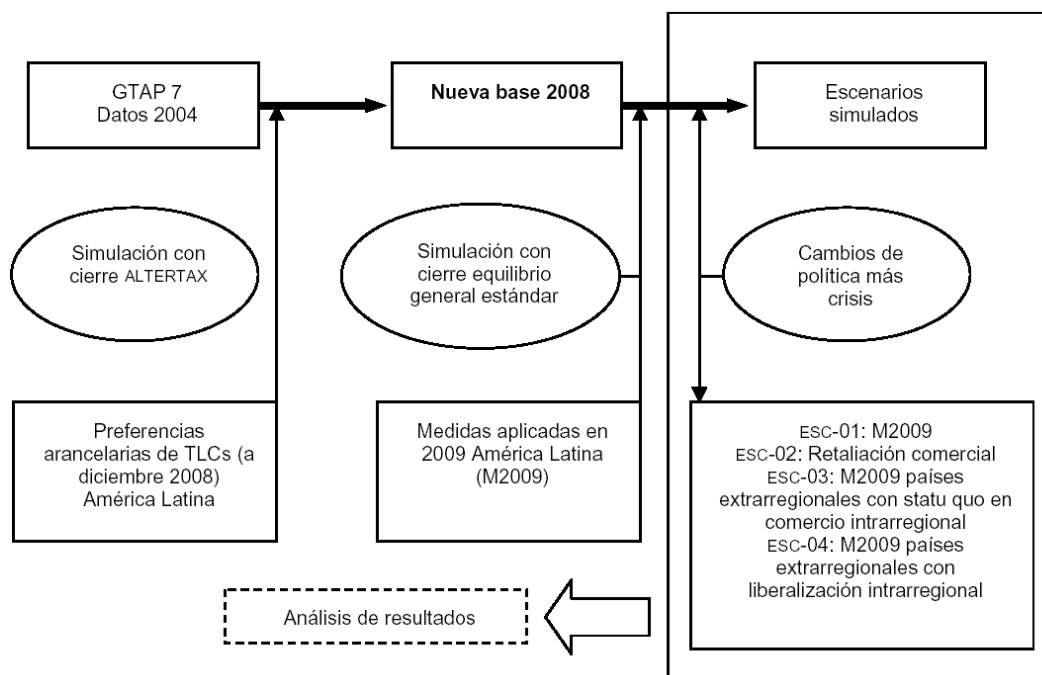 GTAP 7
Datos 2004
Nueva base 2008
Escenarios
simulados
Simulación con
cierre ALTERTAX
Simulación con
cierre equilibrio
general estándar
Cambios de
política más
crisis
Preferencias
arancelarias de TLCs (a
diciembre 2008)
América Latina
Medidas aplicadas en
2009 América Latina
(M2009)
ESC-01: M2009
ESC-02: Retaliación comercial
ESC-03: M2009 países
extrarregionales con statu quo en
comercio intrarregional
ESC-04: M2009 países
extrarregionales con
liberalización intrarregional
Análisis de resultados